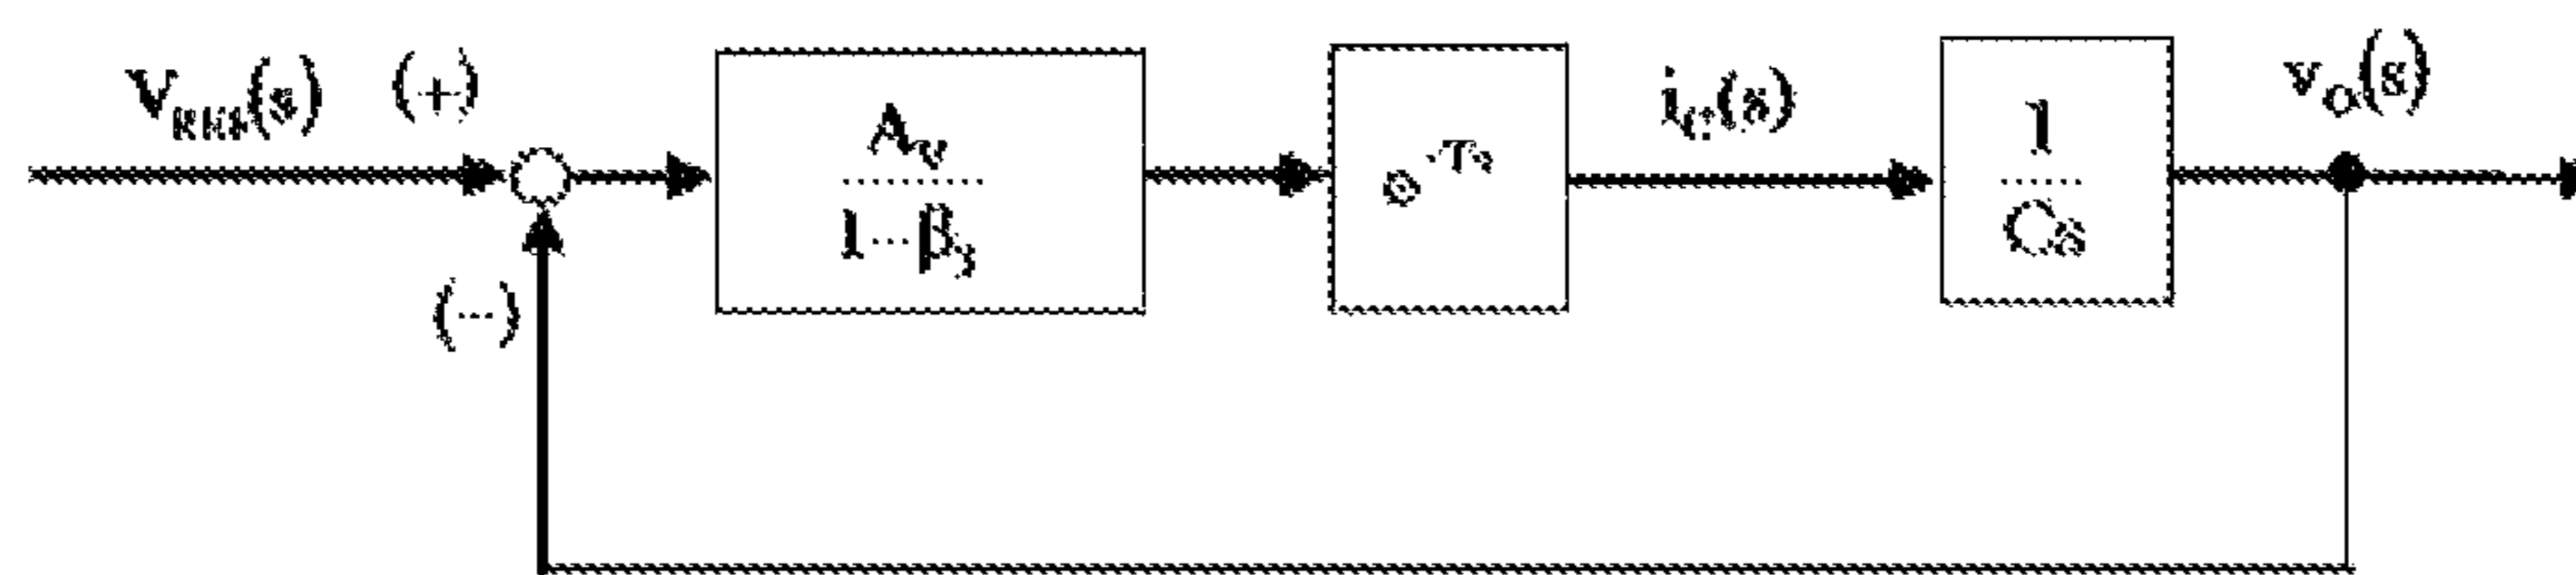 V_REF(s) (+)
A_V
1-β_3
e^-Ts
i_C(s)
1
Cs
v_O(s)
(-)